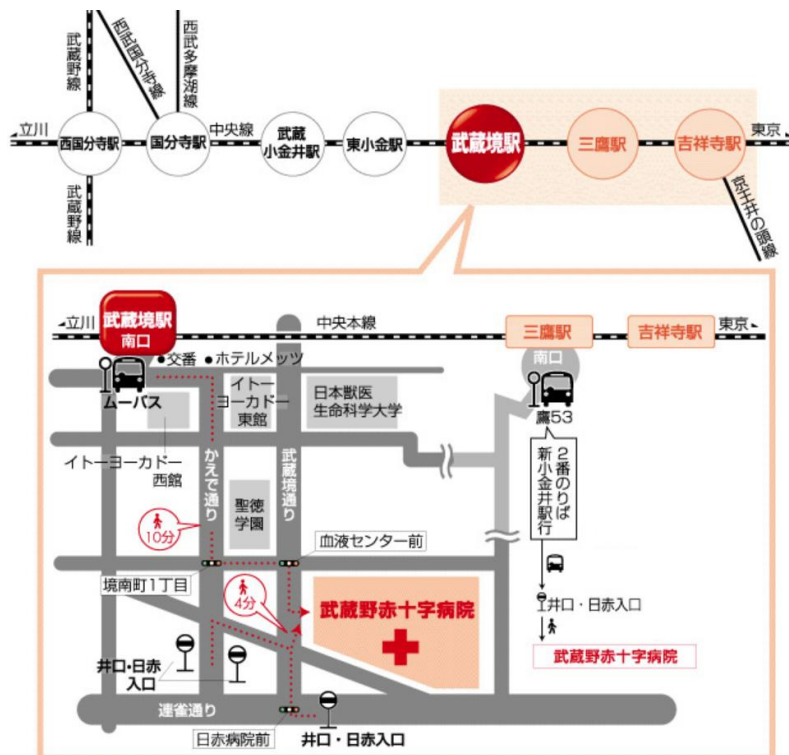 武蔵野線
西武国分寺線
西武多摩湖線
立川
西国分寺駅
国分寺駅
中央線
武蔵
小金井駅
東小金駅
武蔵境駅
三鷹駅
吉祥寺駅
東京
武蔵野線
京王井の頭線
立川
武蔵境駅
南口
中央本線
三鷹駅
南口
吉祥寺駅
東京
交番
ホテルメッツ
ムーバス
イトー
ヨーカドー
東館
日本獣医
生命科学大学
鷹53
イトーヨーカドー
西館
かえで通り
武蔵境通り
2番のりば
新小金井駅行
聖徳
学園
10分
血液センター前
境南町1丁目
4分
武蔵野赤十字病院
井口・日赤入口
武蔵野赤十字病院
井口・日赤
入口
連雀通り
日赤病院前
井口・日赤入口